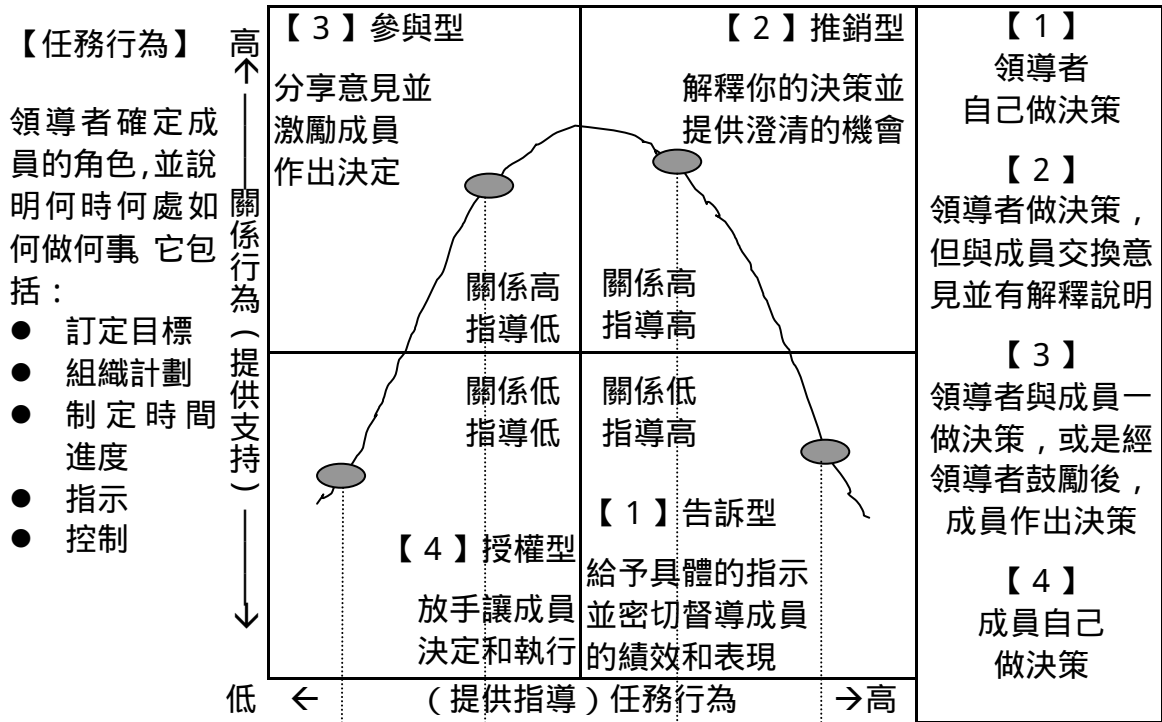 【任務行為】
領導者確定成
員的角色,並說
明何時何處如
何做何事。它包
括：
● 訂定目標
● 組織計劃
● 制定時間
進度
● 指示
● 控制
高
↑
關係行為（提供支持）
↓
低
【3】參與型
分享意見並
激勵成員
作出決定
關係高
指導低
【2】推銷型
解釋你的決策並
提供澄清的機會
關係高
指導高
關係低
指導低
【4】授權型
放手讓成員
決定和執行
關係低
指導高
【1】告訴型
給予具體的指示
並密切督導成員
的績效和表現
← （提供指導）任務行為 →高
【1】
領導者
自己做決策
【2】
領導者做決策，
但與成員交換意
見並有解釋說明
【3】
領導者與成員一
做決策，或是經
領導者鼓勵後，
成員作出決策
【4】
成員自己
做決策